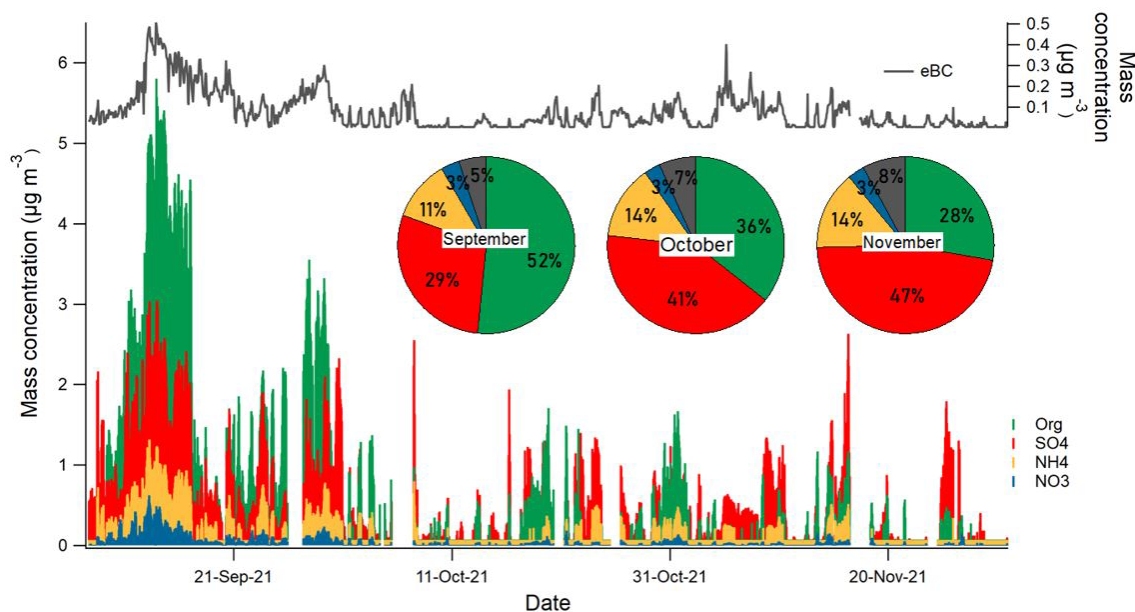 6
5
4
3
2
1
0
Mass concentration (µg m⁻³)
0.5
0.4
0.3
0.2
0.1
Mass
concentration
(µg m⁻³)
eBC
5%
3%
11%
September
52%
29%
7%
3%
14%
36%
October
41%
8%
3%
28%
14%
November
47%
Org
SO4
NH4
NO3
21-Sep-21
11-Oct-21
31-Oct-21
20-Nov-21
Date